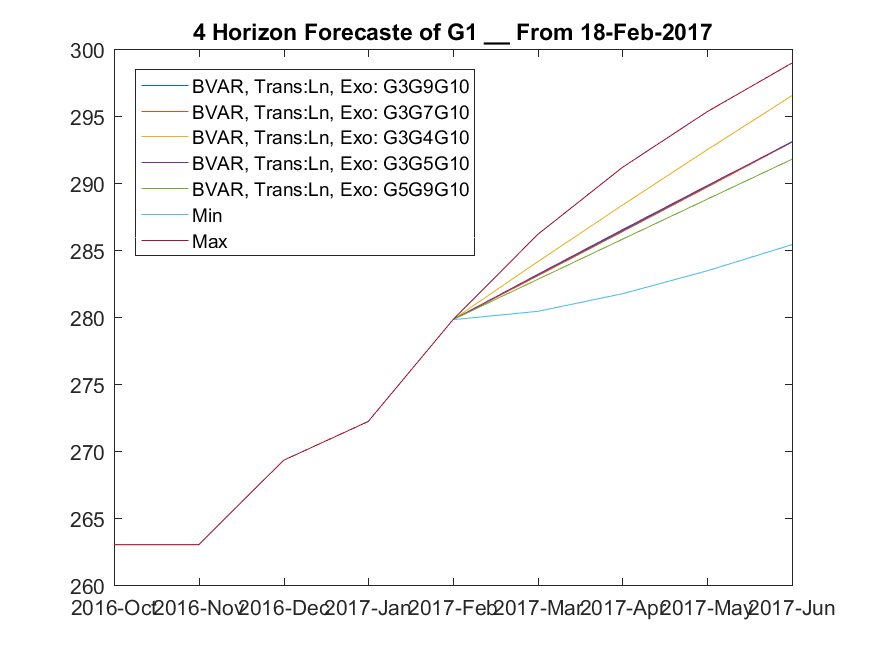 4 Horizon Forecaste of G1 __ From 18-Feb-2017
300
295
290
285
280
275
270
265
260
BVAR, Trans:Ln, Exo: G3G9G10
BVAR, Trans:Ln, Exo: G3G7G10
BVAR, Trans:Ln, Exo: G3G4G10
BVAR, Trans:Ln, Exo: G3G5G10
BVAR, Trans:Ln, Exo: G5G9G10
Min
Max
2016-Oct 2016-Nov 2016-Dec 2017-Jan 2017-Feb 2017-Mar 2017-Apr 2017-May 2017-Jun